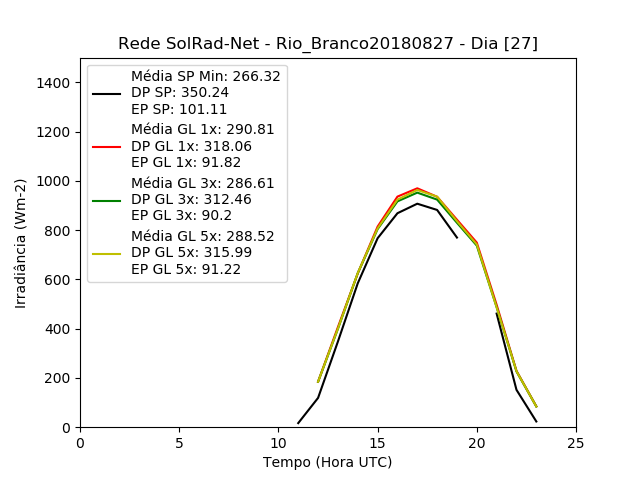 Rede SolRad-Net - Rio_Branco20180827 - Dia [27]
Média SP Min: 266.32
DP SP: 350.24
EP SP: 101.11
Média GL 1x: 290.81
DP GL 1x: 318.06
EP GL 1x: 91.82
Média GL 3x: 286.61
DP GL 3x: 312.46
EP GL 3x: 90.2
Média GL 5x: 288.52
DP GL 5x: 315.99
EP GL 5x: 91.22
Irradiância (Wm-2)
1400
1200
1000
800
600
400
200
0
0 5 10 15 20 25
Tempo (Hora UTC)